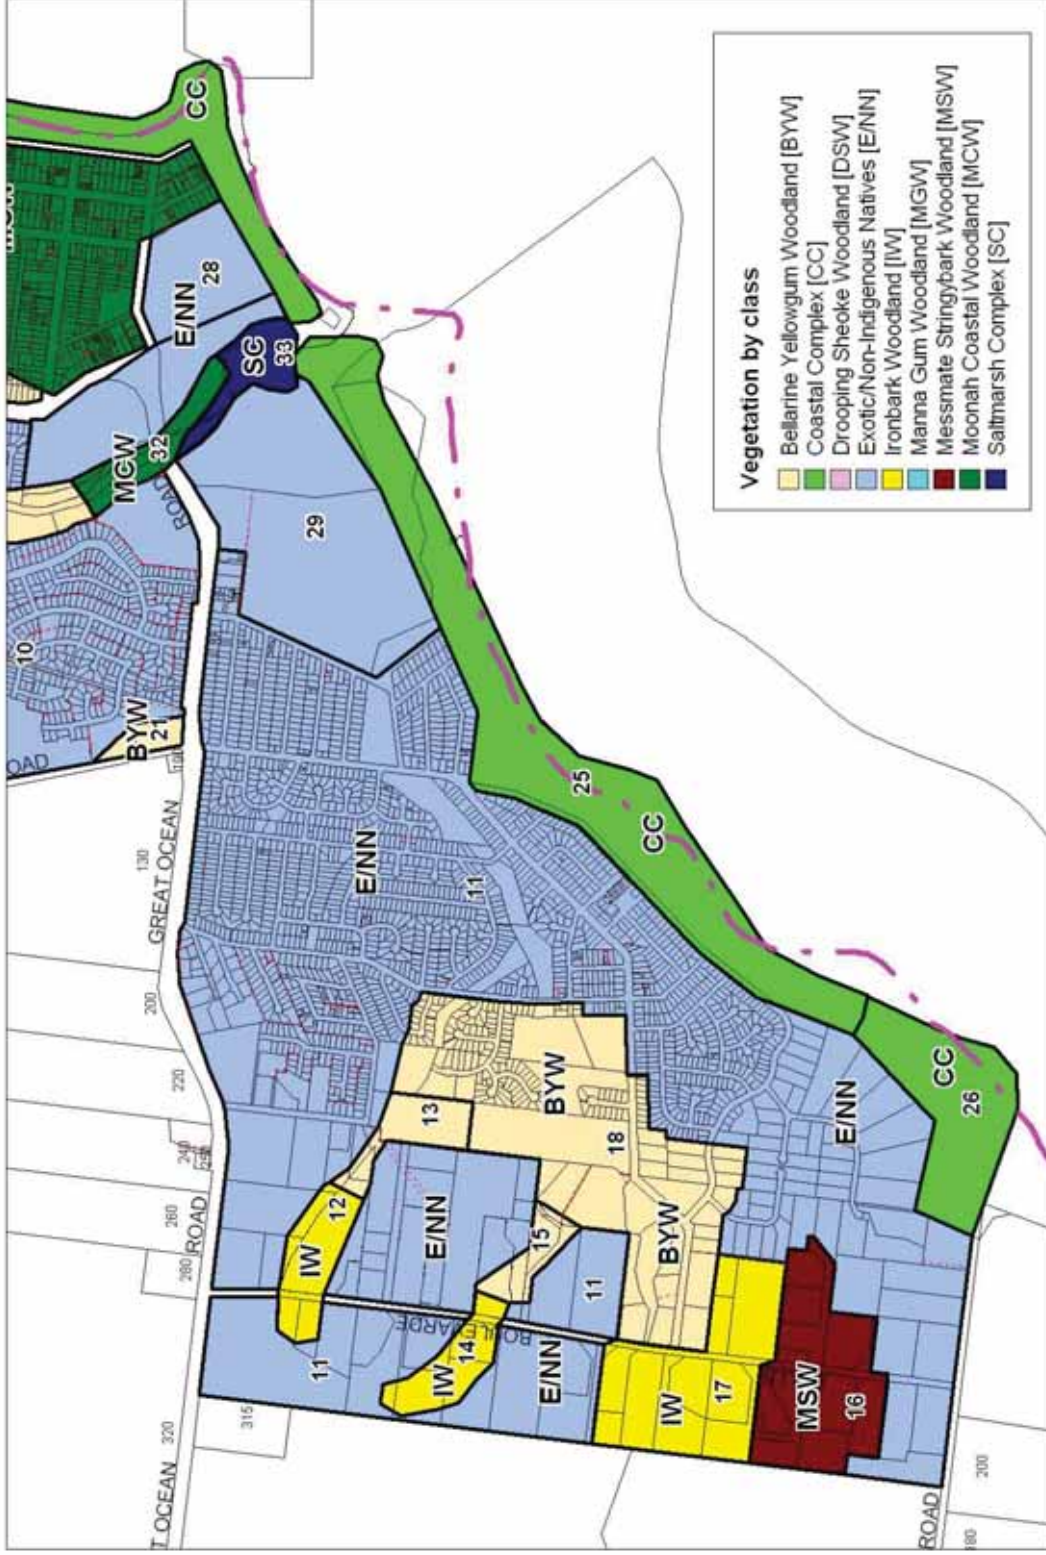 Vegetation by class
Bellarine Yellowgum Woodland [BYW]
Coastal Complex [CC]
Drooping Sheoke Woodland [DSW]
Exotic/Non-Indigenous Natives [E/NN]
Ironbark Woodland [IW]
Manna Gum Woodland [MGW]
Messmate Stringybark Woodland [MSW]
Moonah Coastal Woodland [MCW]
Saltmarsh Complex [SC]
T OCEAN
320
315
280
ROAD
260
240
220
200
GREAT OCEAN
130
OAD
BYW
21
10
ROAD
MCW
32
SC
33
E/NN
28
CC
29
E/NN
11
IW
12
13
11
E/NN
BYW
18
IW
14
BOULEVARDE
15
11
E/NN
BYW
IW
17
MSW
16
E/NN
25
CC
CC
26
ROAD
180
200